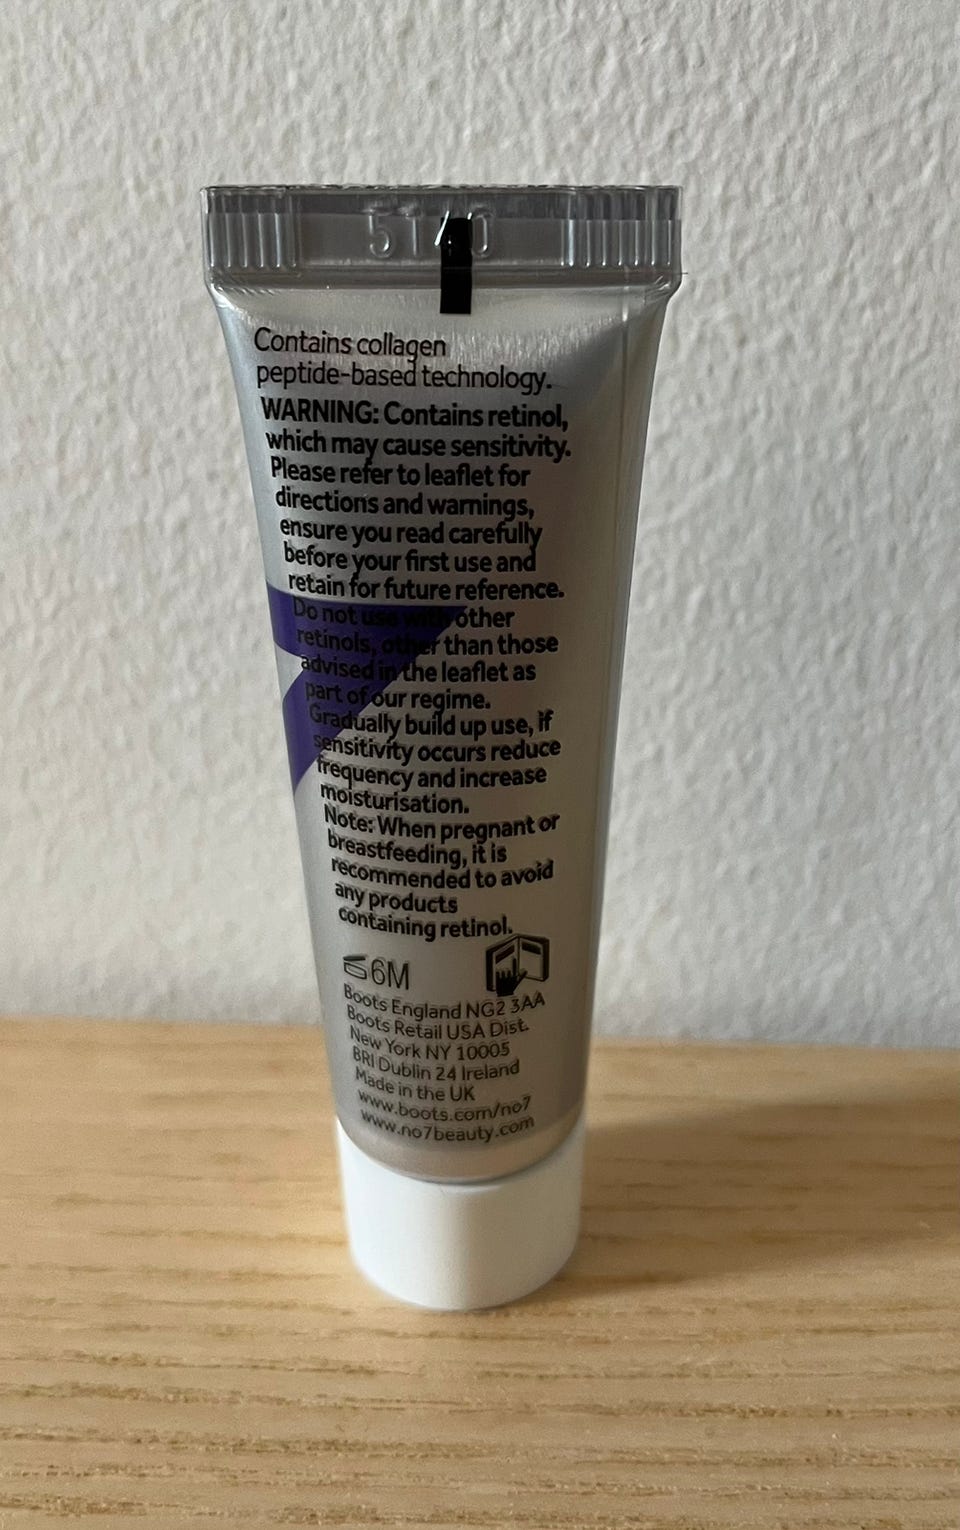 5140
Contains collagen
peptide-based technology.
WARNING: Contains retinol,
which may cause sensitivity.
Please refer to leaflet for
directions and warnings,
ensure you read carefully
before your first use and
retain for future reference.
Do not use with other
retinols, other than those
advised in the leaflet as
part of our regime.
Gradually build up use, if
sensitivity occurs reduce
frequency and increase
moisturisation.
Note: When pregnant or
breastfeeding, it is
recommended to avoid
any products
containing retinol.
6M
Boots England NG2 3AA
Boots Retail USA Dist.
New York NY 10005
BRI Dublin 24 Ireland
Made in the UK
www.boots.com/no7
www.no7beauty.com